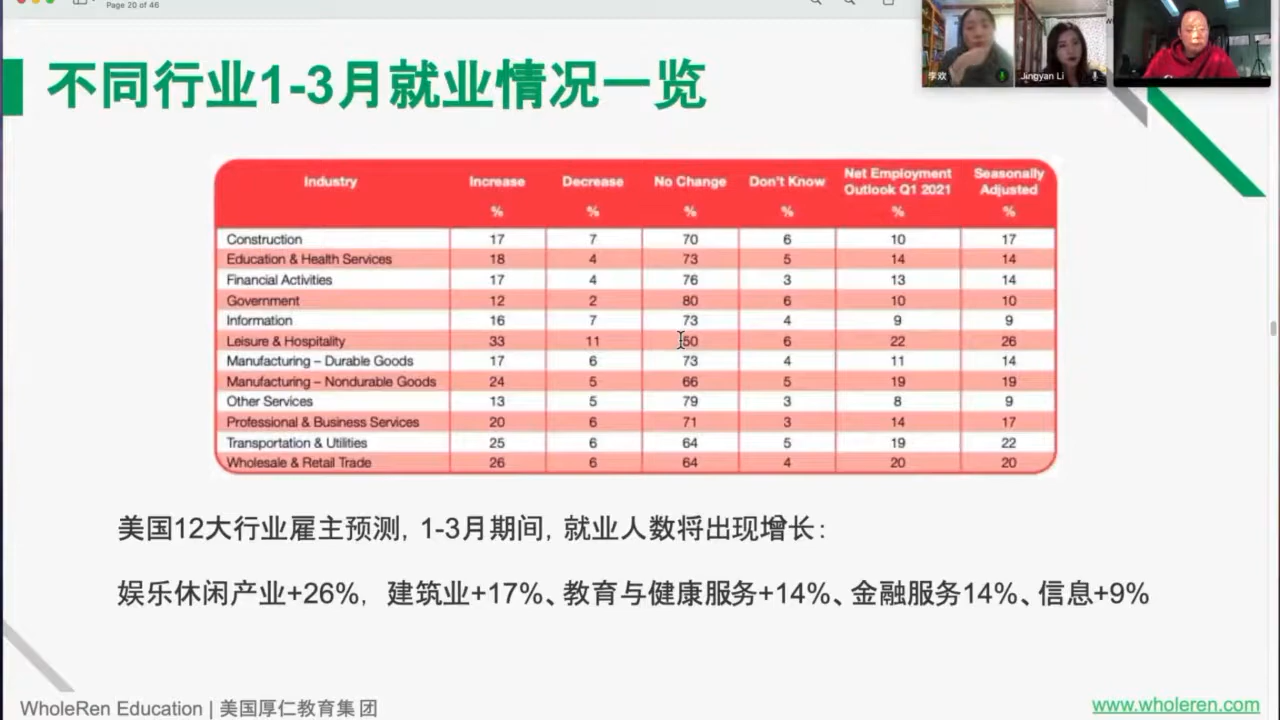 Page 20 of 46
李欢
Jingyan Li
不同行业1-3月就业情况一览
Industry Increase Decrease No Change Don't Know Net Employment Outlook Q1 2021 Seasonally Adjusted
% % % % % %
Construction 17 7 70 6 10 17
Education & Health Services 18 4 73 5 14 14
Financial Activities 17 4 76 3 13 14
Government 12 2 80 6 10 10
Information 16 7 73 4 9 9
Leisure & Hospitality 33 11 50 6 22 26
Manufacturing – Durable Goods 17 6 73 4 11 14
Manufacturing – Nondurable Goods 24 5 66 5 19 19
Other Services 13 5 79 3 8 9
Professional & Business Services 20 6 71 3 14 17
Transportation & Utilities 25 6 64 5 19 22
Wholesale & Retail Trade 26 6 64 4 20 20
美国12大行业雇主预测, 1-3月期间, 就业人数将出现增长:
娱乐休闲产业+26%, 建筑业+17%、教育与健康服务+14%、金融服务14%、信息+9%
WholeRen Education | 美国厚仁教育集团
www.wholeren.com